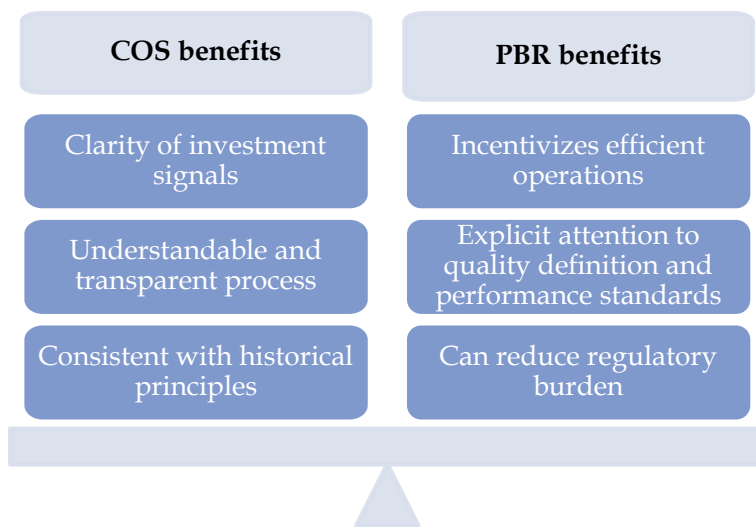 COS benefits
Clarity of investment
signals
Understandable and
transparent process
Consistent with historical
principles
PBR benefits
Incentivizes efficient
operations
Explicit attention to
quality definition and
performance standards
Can reduce regulatory
burden